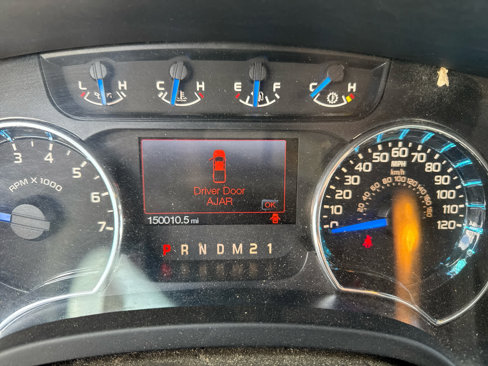 L H
C H
E F
C H
3 4 5 6 7
RPM X 1000
Driver Door
AJAR
OK
150010.5 mi
P R N D M 2 1
MPH
km/h
0 10 20 30 40 50 60 70 80 90 100 110 120